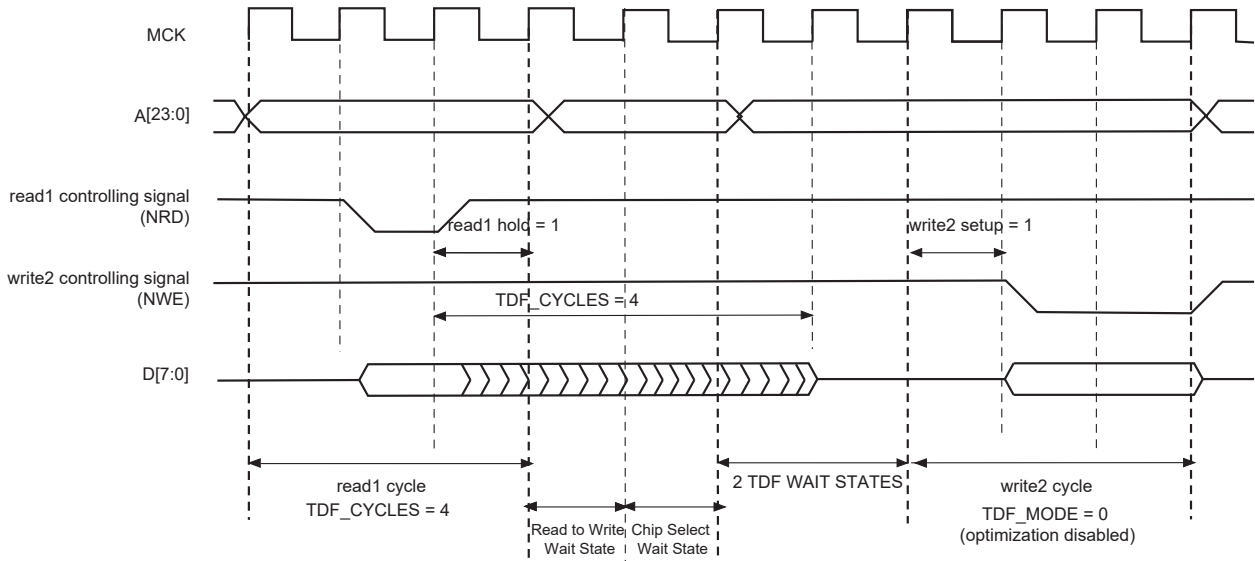 MCK
A[23:0]
read1 controlling signal
(NRD)
read1 hold = 1
write2 setup = 1
write2 controlling signal
(NWE)
TDF_CYCLES = 4
D[7:0]
read1 cycle
TDF_CYCLES = 4
Read to Write
Wait State
Chip Select
Wait State
2 TDF WAIT STATES
write2 cycle
TDF_MODE = 0
(optimization disabled)